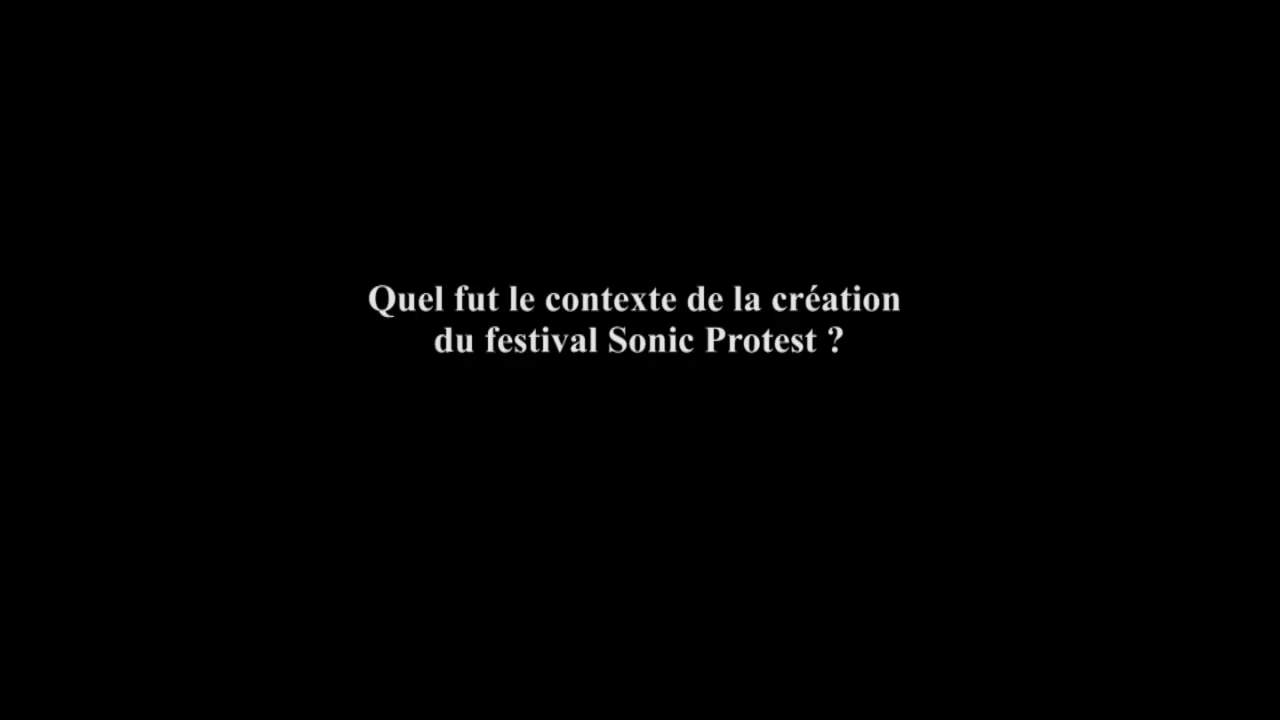 Quel fut le contexte de la création
du festival Sonic Protest ?